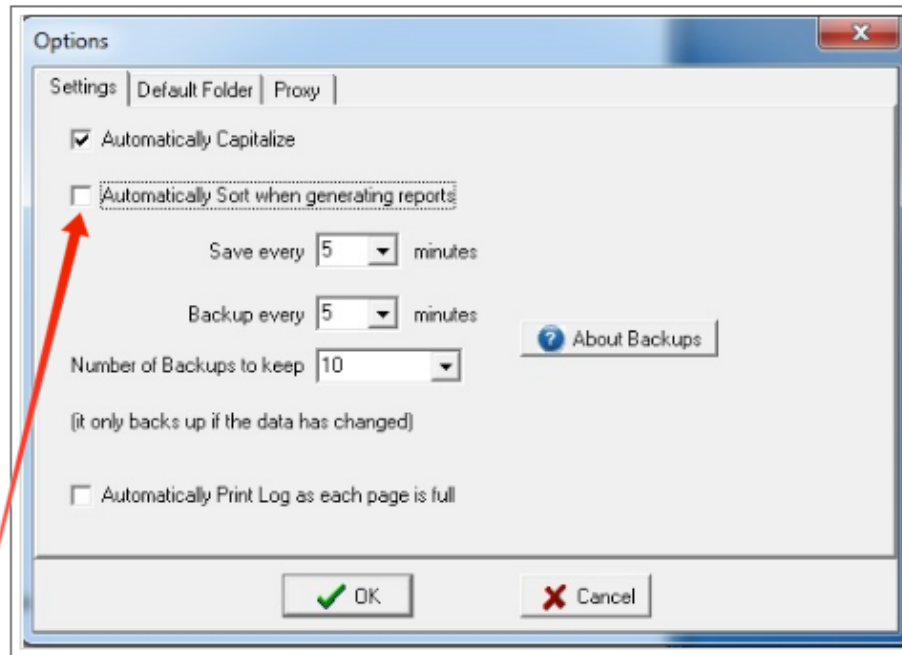 Options
Settings Default Folder Proxy
Automatically Capitalize
Automatically Sort when generating reports
Save every 5 minutes
Backup every 5 minutes
About Backups
Number of Backups to keep 10
(it only backs up if the data has changed)
Automatically Print Log as each page is full
OK Cancel